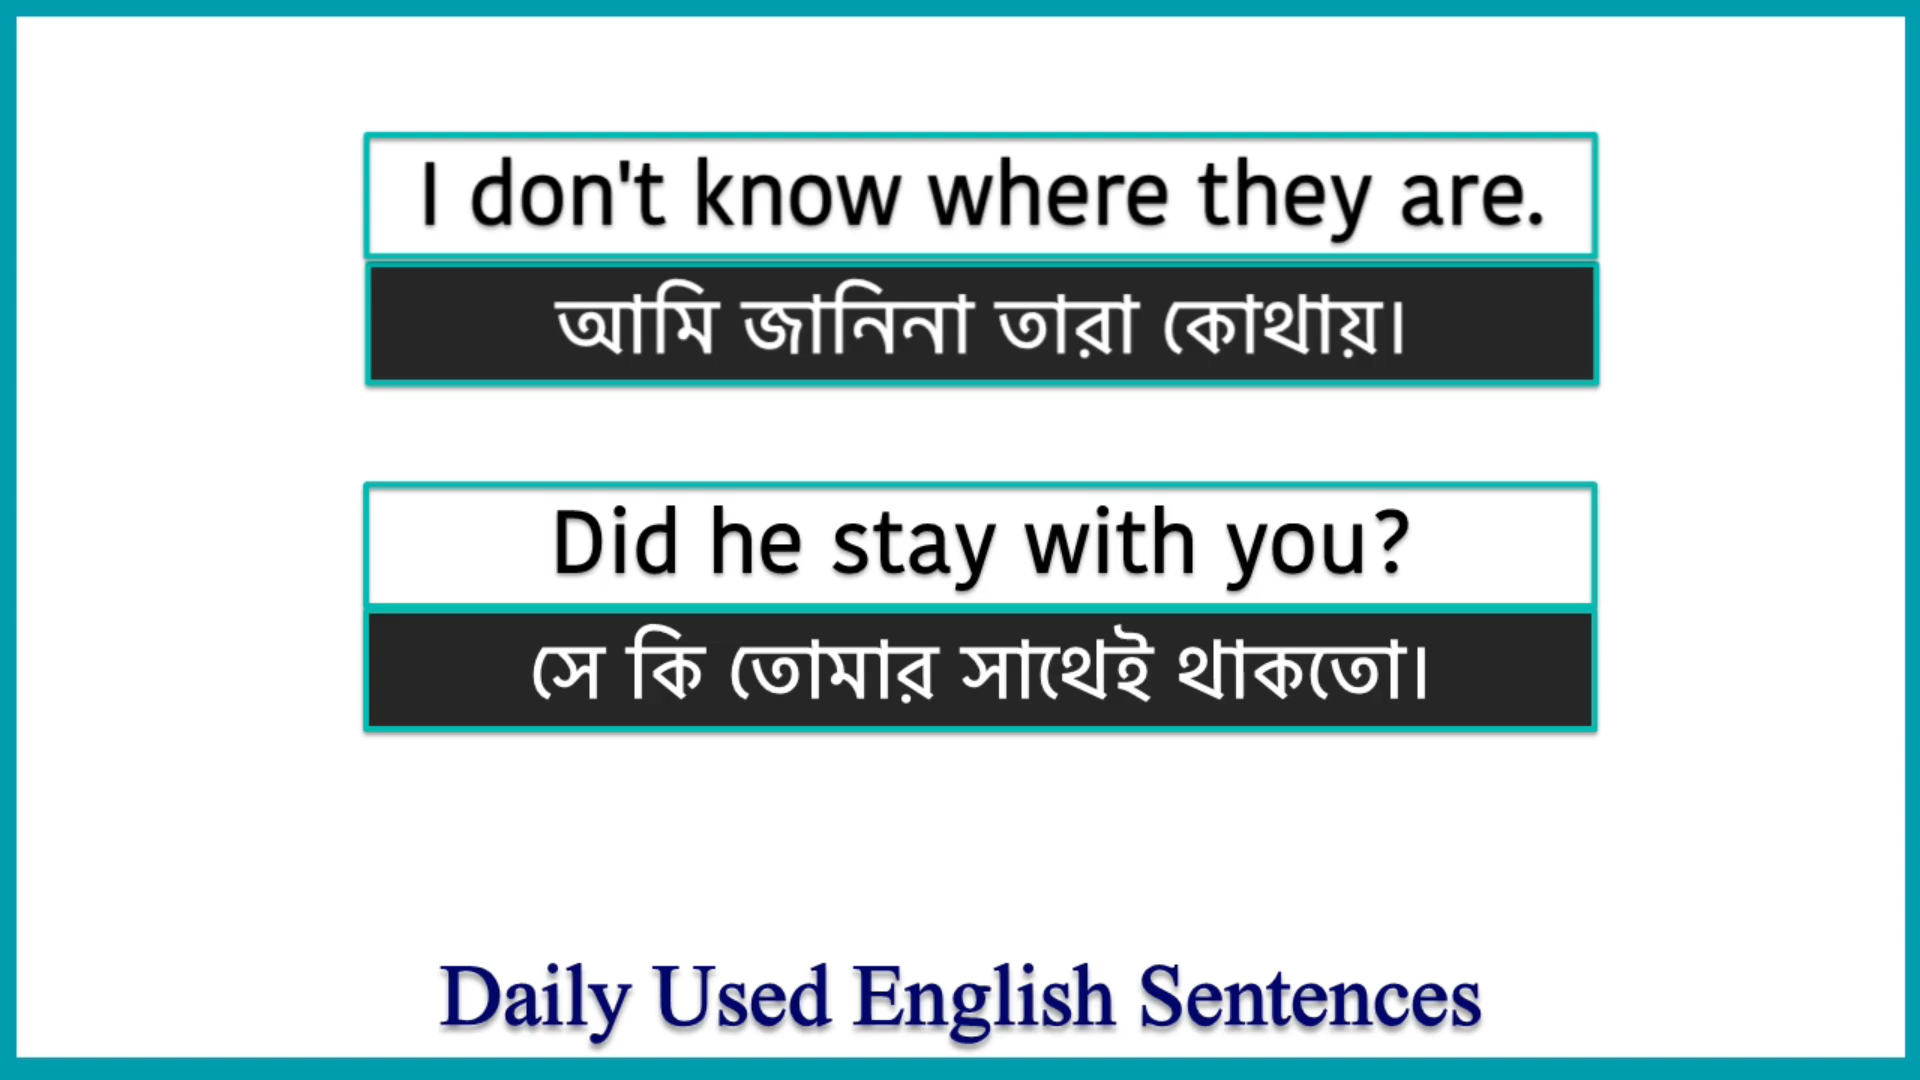 I don't know where they are.
আমি জানিনা তারা কোথায়।
Did he stay with you?
সে কি তোমার সাথেই থাকতো।
Daily Used English Sentences